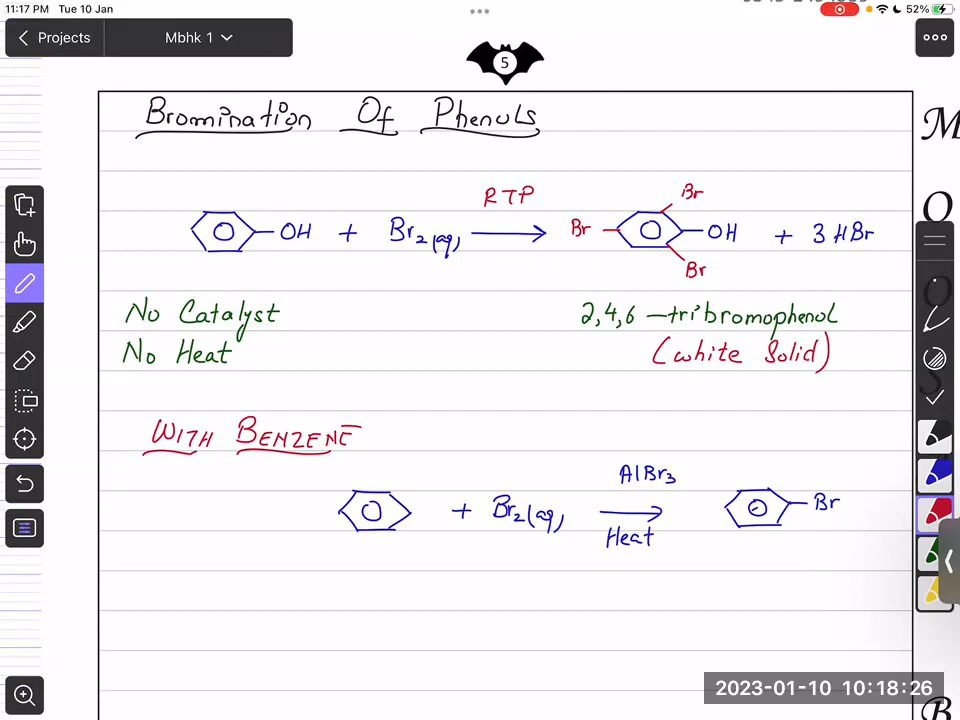 11:17 PM Tue 10 Jan
52%
Projects
Mbhk 1
5
Bromination Of Phenols
M
RTP
Br
OH + Br2(aq)
Br
OH + 3 HBr
O
Br
No Catalyst
2,4,6 -tribromophenol
No Heat
(white Solid)
WITH BENZENE
AlBr3
+ Br2(aq)
Br
Heat
2023-01-10 10:18:26
B